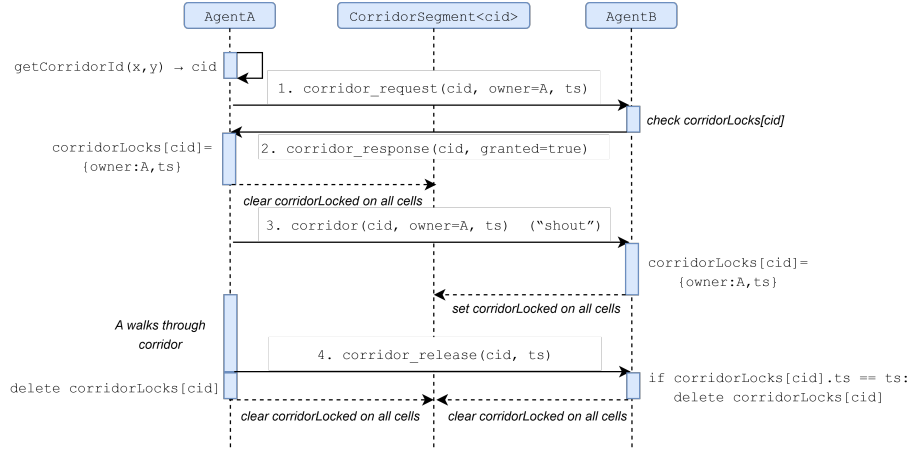 AgentA
CorridorSegment<cid>
AgentB
getCorridorId(x,y) → cid
1. corridor_request(cid, owner=A, ts)
check corridorLocks[cid]
2. corridor_response(cid, granted=true)
corridorLocks[cid]=
{owner:A,ts}
clear corridorLocked on all cells
3. corridor(cid, owner=A, ts) (“shout”)
corridorLocks[cid]=
{owner:A,ts}
set corridorLocked on all cells
A walks through
corridor
4. corridor_release(cid, ts)
delete corridorLocks[cid]
if corridorLocks[cid].ts == ts:
delete corridorLocks[cid]
clear corridorLocked on all cells
clear corridorLocked on all cells